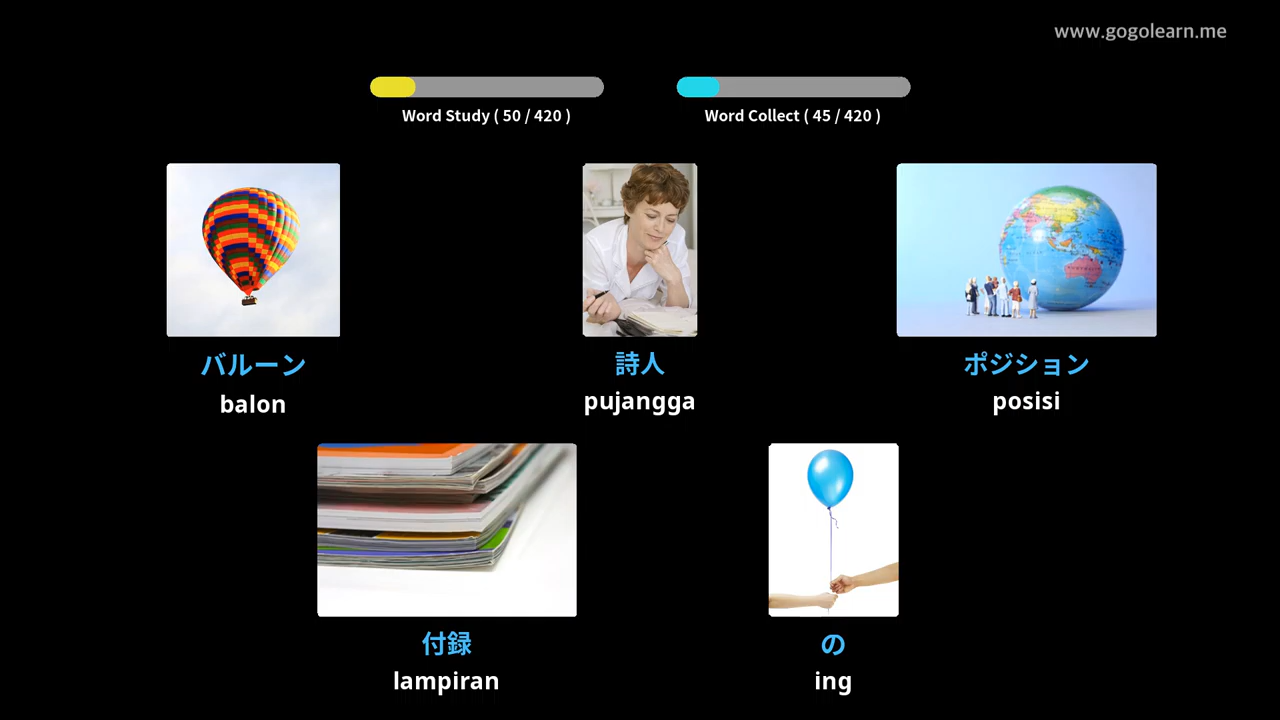 www.gogolearn.me
Word Study ( 50 / 420 )
Word Collect ( 45 / 420 )
バルーン
balon
詩人
pujangga
ポジション
posisi
付録
lampiran
の
ing